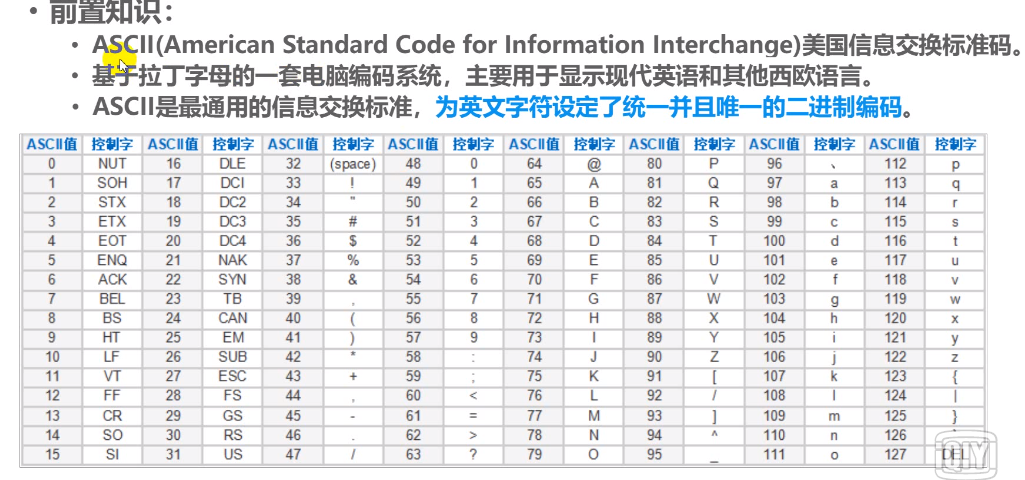 • 前置知识：
• ASCII(American Standard Code for Information Interchange)美国信息交换标准码。
• 基于拉丁字母的一套电脑编码系统，主要用于显示现代英语和其他西欧语言。
• ASCII是最通用的信息交换标准，为英文字符设定了统一并且唯一的二进制编码。
ASCII值 控制字 ASCII值 控制字 ASCII值 控制字 ASCII值 控制字 ASCII值 控制字 ASCII值 控制字 ASCII值 控制字 ASCII值 控制字
0 NUT 16 DLE 32 (space) 48 0 64 @ 80 P 96 、 112 p
1 SOH 17 DCI 33 ! 49 1 65 A 81 Q 97 a 113 q
2 STX 18 DC2 34 " 50 2 66 B 82 R 98 b 114 r
3 ETX 19 DC3 35 # 51 3 67 C 83 S 99 c 115 s
4 EOT 20 DC4 36 $ 52 4 68 D 84 T 100 d 116 t
5 ENQ 21 NAK 37 % 53 5 69 E 85 U 101 e 117 u
6 ACK 22 SYN 38 & 54 6 70 F 86 V 102 f 118 v
7 BEL 23 TB 39 , 55 7 71 G 87 W 103 g 119 w
8 BS 24 CAN 40 ( 56 8 72 H 88 X 104 h 120 x
9 HT 25 EM 41 ) 57 9 73 I 89 Y 105 i 121 y
10 LF 26 SUB 42 * 58 : 74 J 90 Z 106 j 122 z
11 VT 27 ESC 43 + 59 ; 75 K 91 [ 107 k 123 {
12 FF 28 FS 44 , 60 < 76 L 92 / 108 l 124 |
13 CR 29 GS 45 - 61 = 77 M 93 ] 109 m 125 }
14 SO 30 RS 46 . 62 > 78 N 94 ^ 110 n 126 `
15 SI 31 US 47 / 63 ? 79 O 95 _ 111 o 127 DEL
QIYI